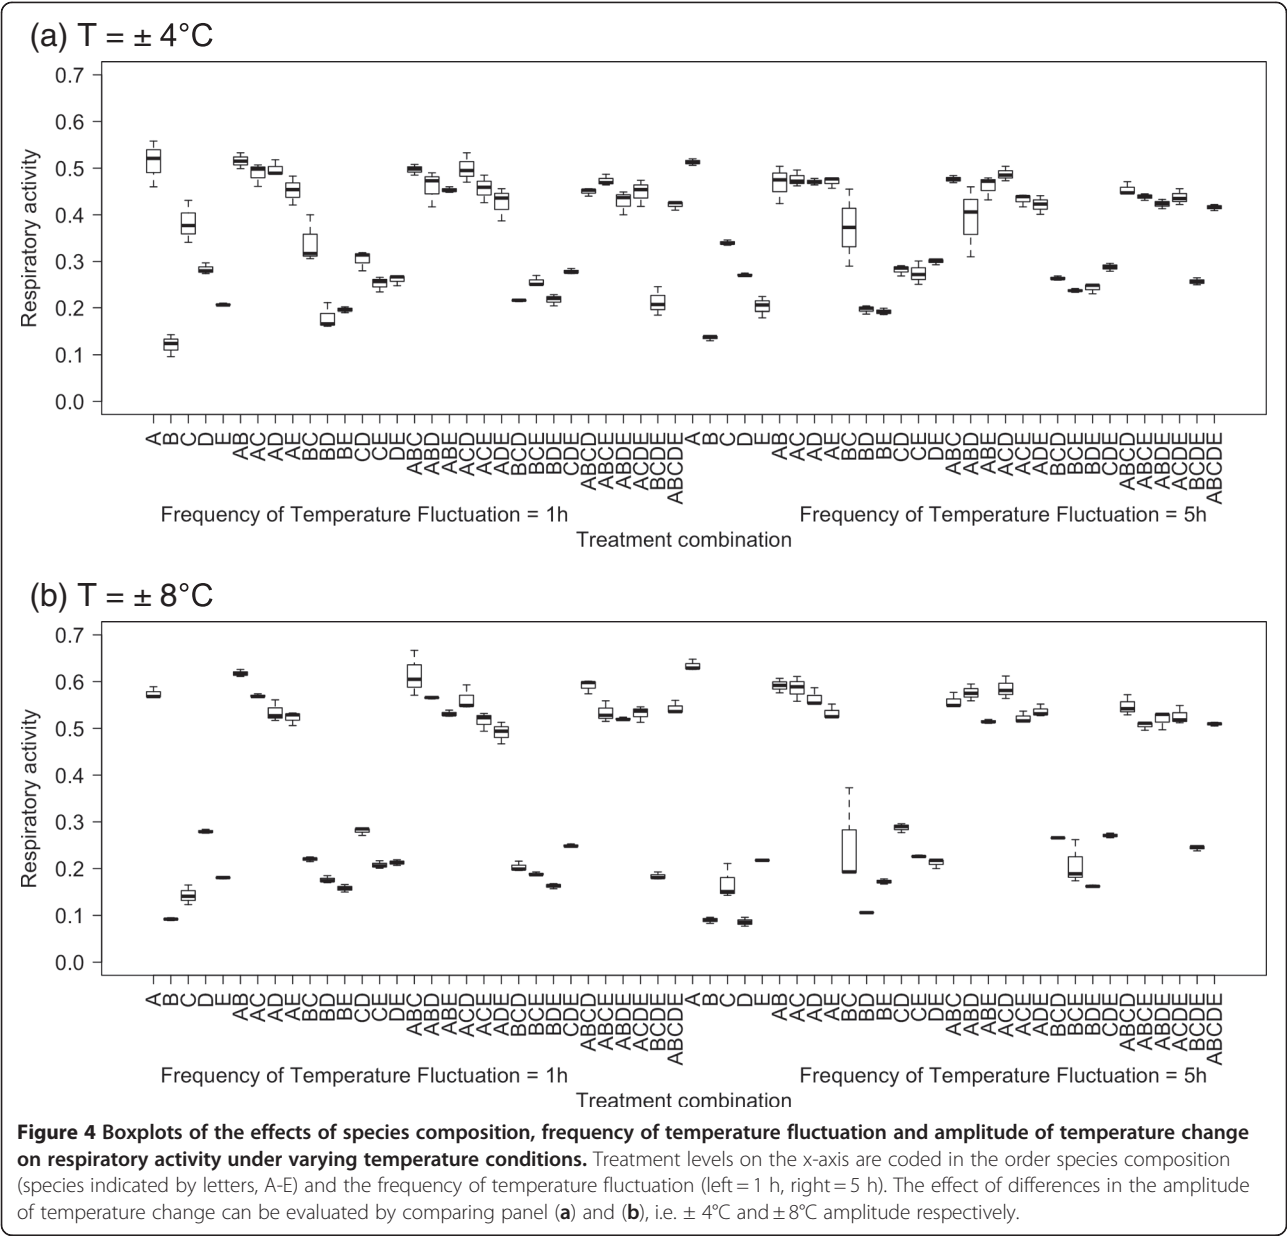 (a) T = ± 4°C
0.7
0.6
0.5
0.4
0.3
0.2
0.1
0.0
Respiratory activity
A B C D E AB AC AD AE BC BD BE CD CE DE ABC ABD ABE ACD ACE ADE BCD BCE BDE CDE ABCD ABCE ABDE ACDE BCDE ABCDE A B C D E AB AC AD AE BC BD BE CD CE DE ABC ABD ABE ACD ACE ADE BCD BCE BDE CDE ABCD ABCE ABDE ACDE BCDE ABCDE
Frequency of Temperature Fluctuation = 1h Frequency of Temperature Fluctuation = 5h
Treatment combination
(b) T = ± 8°C
0.7
0.6
0.5
0.4
0.3
0.2
0.1
0.0
Respiratory activity
A B C D E AB AC AD AE BC BD BE CD CE DE ABC ABD ABE ACD ACE ADE BCD BCE BDE CDE ABCD ABCE ABDE ACDE BCDE ABCDE A B C D E AB AC AD AE BC BD BE CD CE DE ABC ABD ABE ACD ACE ADE BCD BCE BDE CDE ABCD ABCE ABDE ACDE BCDE ABCDE
Frequency of Temperature Fluctuation = 1h Frequency of Temperature Fluctuation = 5h
Treatment combination
Figure 4 Boxplots of the effects of species composition, frequency of temperature fluctuation and amplitude of temperature change
on respiratory activity under varying temperature conditions. Treatment levels on the x-axis are coded in the order species composition
(species indicated by letters, A-E) and the frequency of temperature fluctuation (left = 1 h, right = 5 h). The effect of differences in the amplitude
of temperature change can be evaluated by comparing panel (a) and (b), i.e. ± 4°C and ± 8°C amplitude respectively.